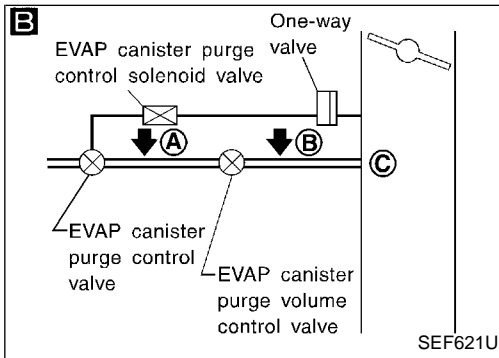 B
One-way
valve
EVAP canister purge
control solenoid valve
A
B
C
EVAP canister
purge control
valve
EVAP canister
purge volume
control valve
SEF621U